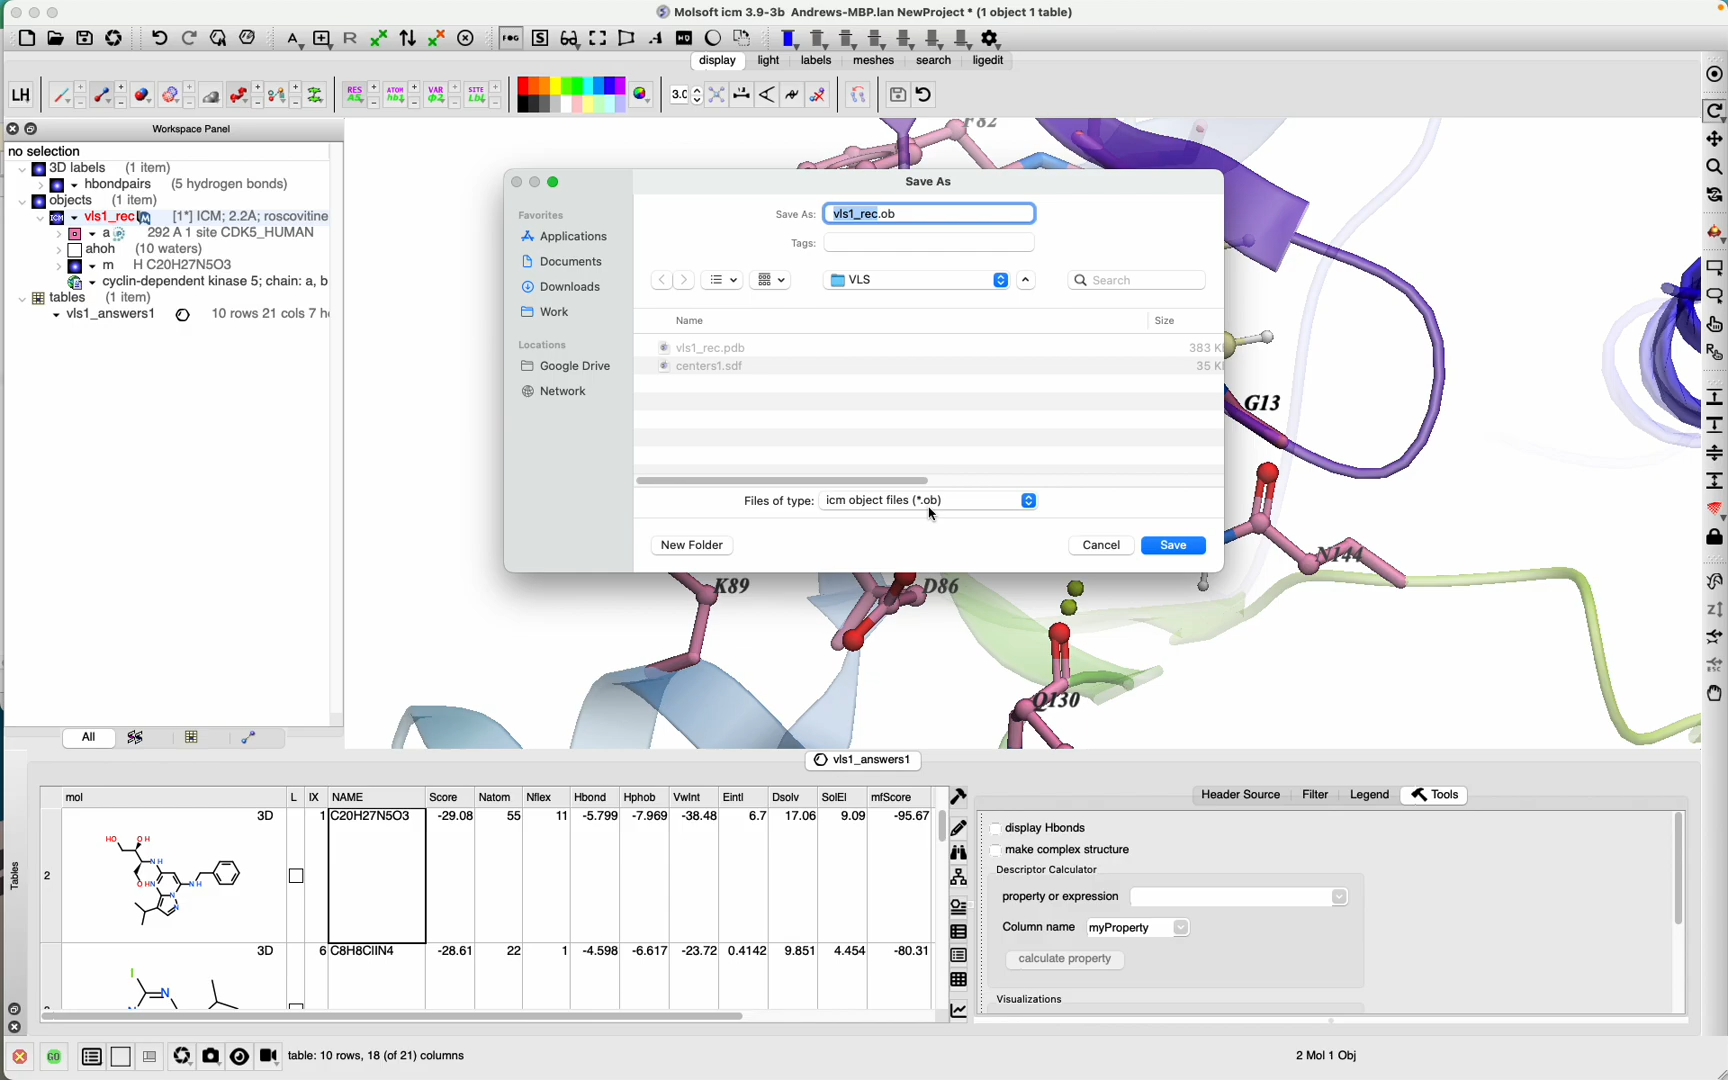 Molsoft icm 3.9-3b Andrews-MBP.lan NewProject * (1 object 1 table)
display light labels meshes search ligedit
Workspace Panel
no selection
3D labels (1 item)
hbondpairs (5 hydrogen bonds)
objects (1 item)
vls1_rec [1*] ICM; 2.2A; roscovitine
a 292 A 1 site CDK5_HUMAN
ahoh (10 waters)
m H C20H27N5O3
cyclin-dependent kinase 5; chain: a, b
tables (1 item)
vls1_answers1 10 rows 21 cols 7 h
All
F82
G13
N144
K89
D86
Q130
Save As
Favorites
Applications
Documents
Downloads
Work
Locations
Google Drive
Network
Save As: vls1_rec.ob
Tags:
VLS
Search
Name Size
vls1_rec.pdb 383 K
centers1.sdf 35 K
Files of type: icm object files (*.ob)
New Folder Cancel Save
vls1_answers1
Tables
mol L IX NAME Score Natom Nflex Hbond Hphob VwInt Eintl Dsolv SolEl mfScore
2 3D 1 C20H27N5O3 -29.08 55 11 -5.799 -7.969 -38.48 6.7 17.06 9.09 -95.67
3D 6 C8H8ClIN4 -28.61 22 1 -4.598 -6.617 -23.72 0.4142 9.851 4.454 -80.31
Header Source Filter Legend Tools
display Hbonds
make complex structure
Descriptor Calculator
property or expression
Column name myProperty
calculate property
Visualizations
table: 10 rows, 18 (of 21) columns
2 Mol 1 Obj